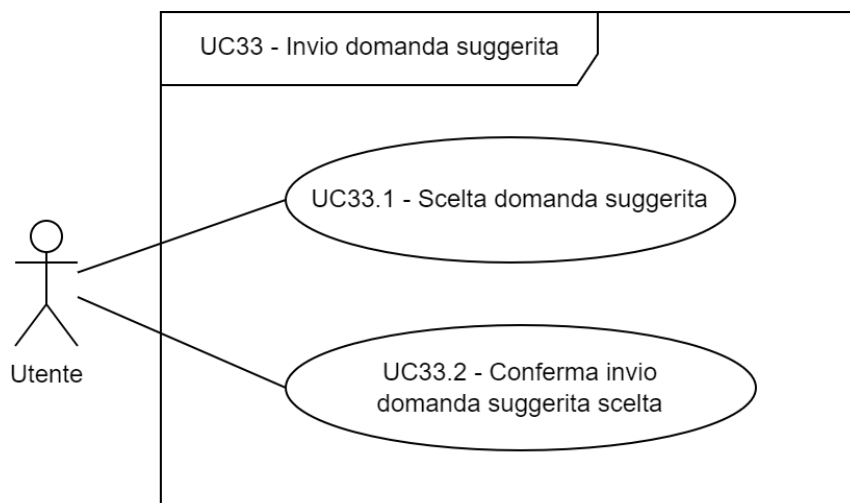 UC33 - Invio domanda suggerita
UC33.1 - Scelta domanda suggerita
Utente
UC33.2 - Conferma invio
domanda suggerita scelta